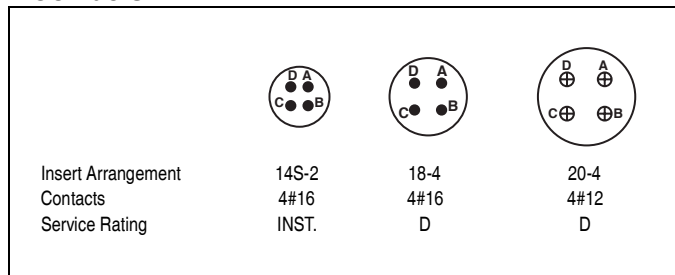 D A D A D A
C B C B C B
Insert Arrangement 14S-2 18-4 20-4
Contacts 4#16 4#16 4#12
Service Rating INST. D D